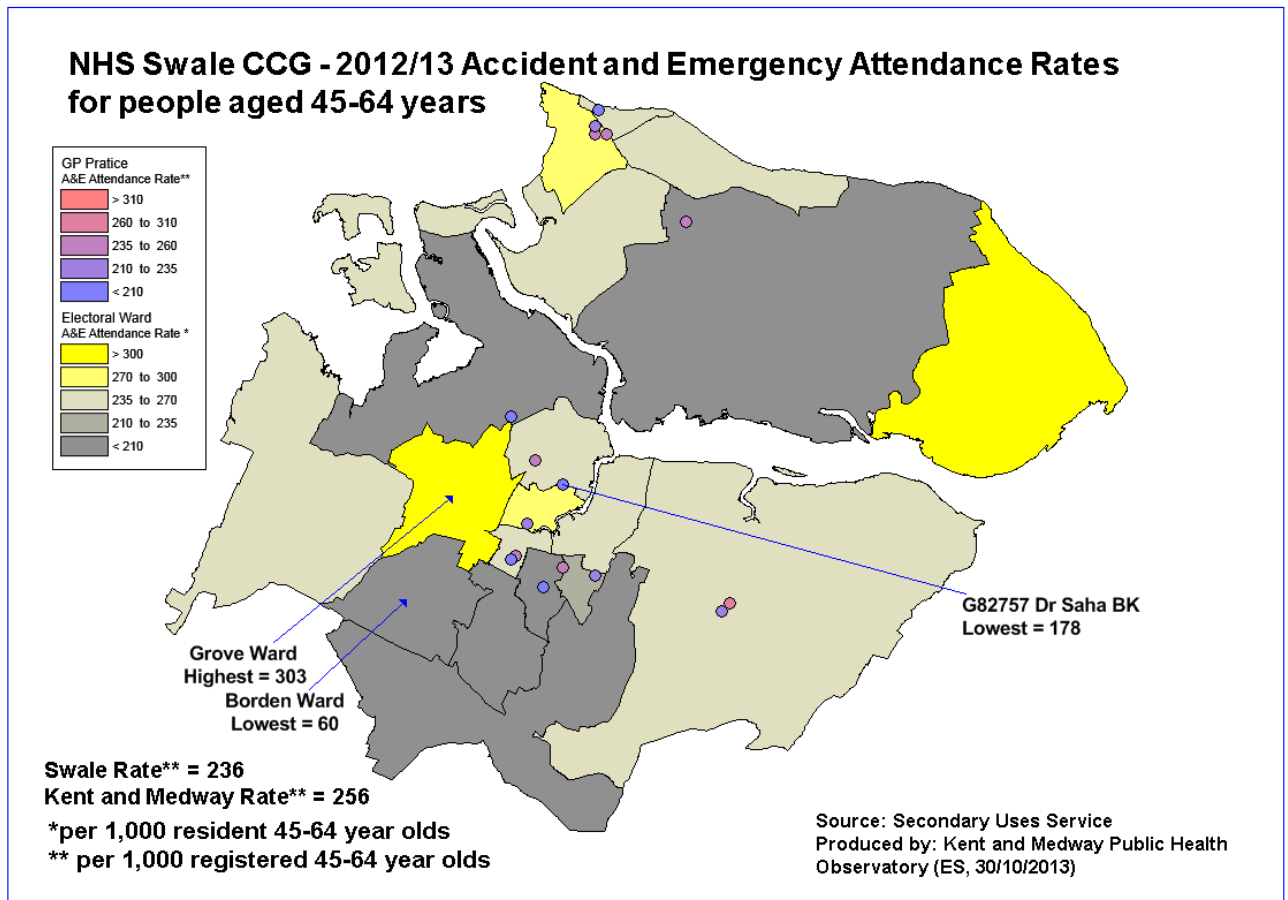 NHS Swale CCG - 2012/13 Accident and Emergency Attendance Rates
for people aged 45-64 years
GP Pratice
A&E Attendance Rate**
> 310
260 to 310
235 to 260
210 to 235
< 210
Electoral Ward
A&E Attendance Rate *
> 300
270 to 300
235 to 270
210 to 235
< 210
G82757 Dr Saha BK
Lowest = 178
Grove Ward
Highest = 303
Borden Ward
Lowest = 60
Swale Rate** = 236
Kent and Medway Rate** = 256
*per 1,000 resident 45-64 year olds
** per 1,000 registered 45-64 year olds
Source: Secondary Uses Service
Produced by: Kent and Medway Public Health
Observatory (ES, 30/10/2013)